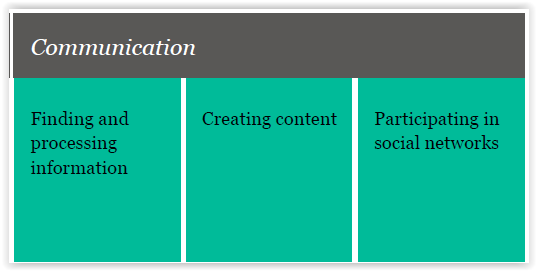 Communication
Finding and
processing
information
Creating content
Participating in
social networks